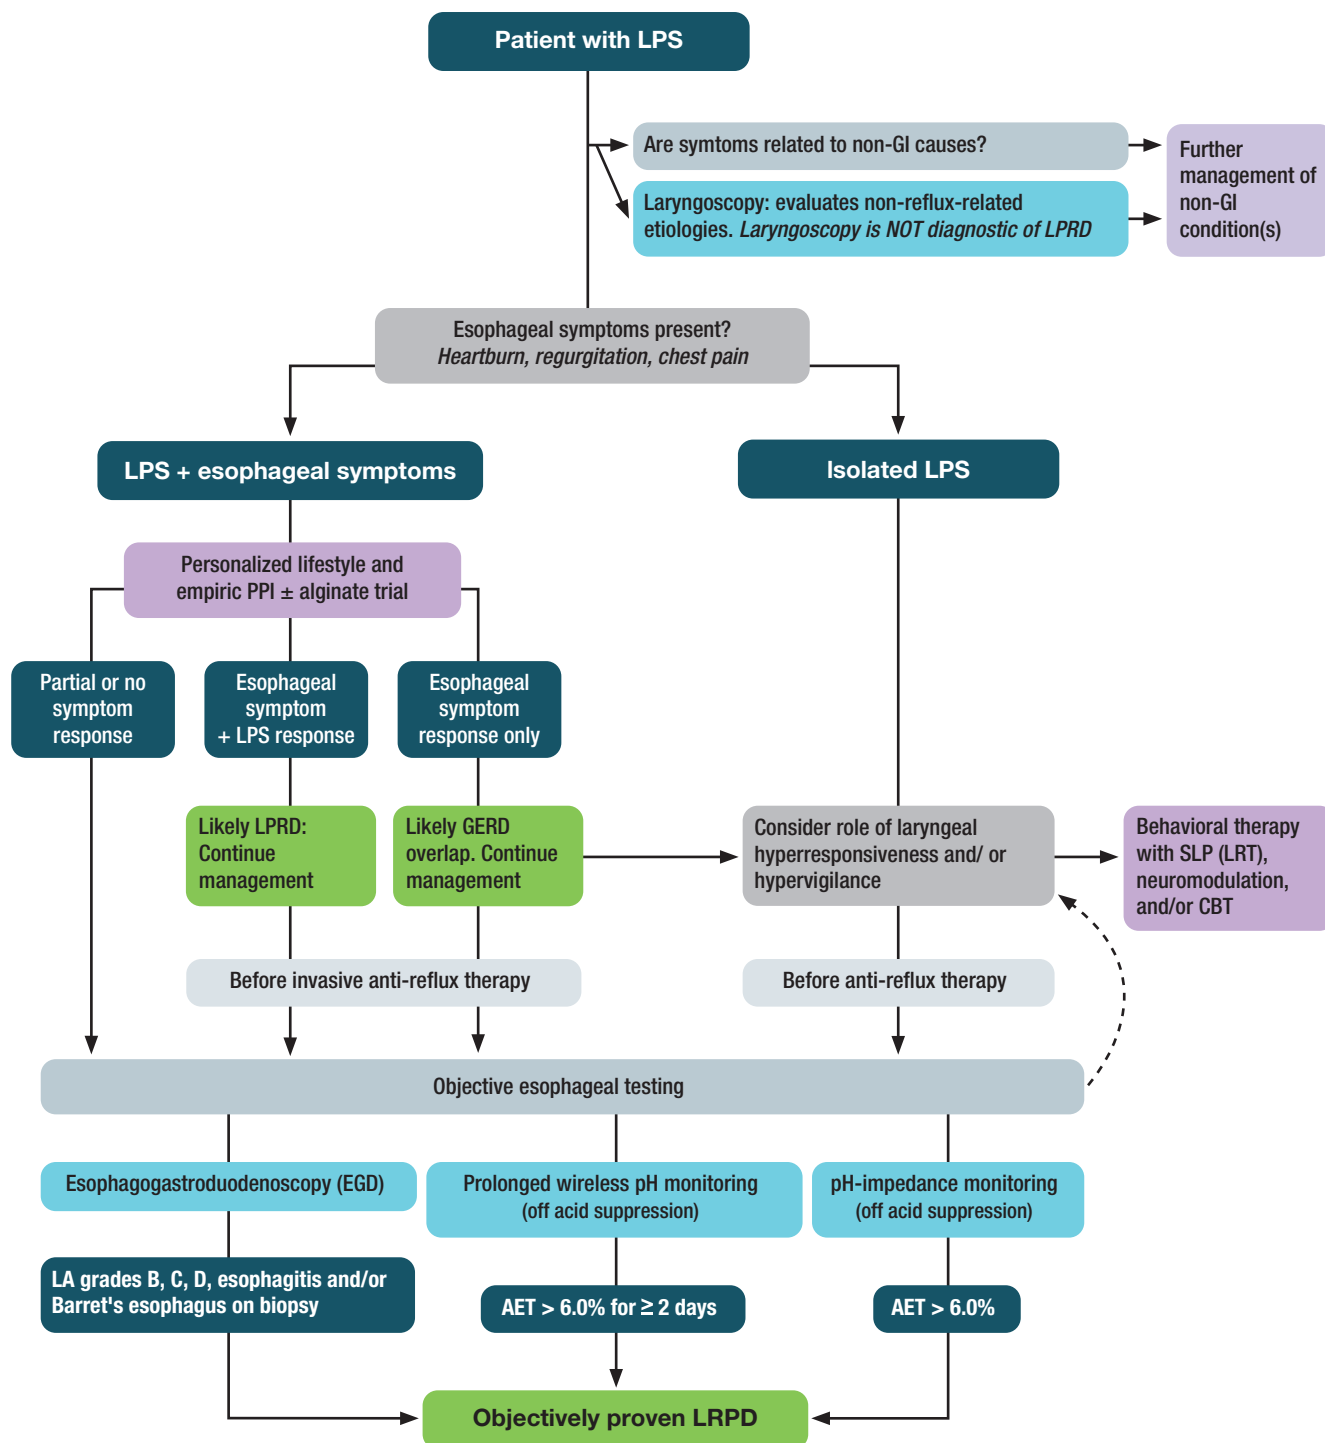 Patient with LPS
Are symtoms related to non-GI causes?
Laryngoscopy: evaluates non-reflux-related
etiologies. Laryngoscopy is NOT diagnostic of LPRD
Further
management of
non-GI
condition(s)
Esophageal symptoms present?
Heartburn, regurgitation, chest pain
LPS + esophageal symptoms
Isolated LPS
Personalized lifestyle and
empiric PPI ± alginate trial
Partial or no
symptom
response
Esophageal
symptom
+ LPS response
Esophageal
symptom
response only
Likely LPRD:
Continue
management
Likely GERD
overlap. Continue
management
Consider role of laryngeal
hyperresponsiveness and/ or
hypervigilance
Behavioral therapy
with SLP (LRT),
neuromodulation,
and/or CBT
Before invasive anti-reflux therapy
Before anti-reflux therapy
Objective esophageal testing
Esophagogastroduodenoscopy (EGD)
Prolonged wireless pH monitoring
(off acid suppression)
pH-impedance monitoring
(off acid suppression)
LA grades B, C, D, esophagitis and/or
Barret's esophagus on biopsy
AET > 6.0% for ≥ 2 days
AET > 6.0%
Objectively proven LRPD